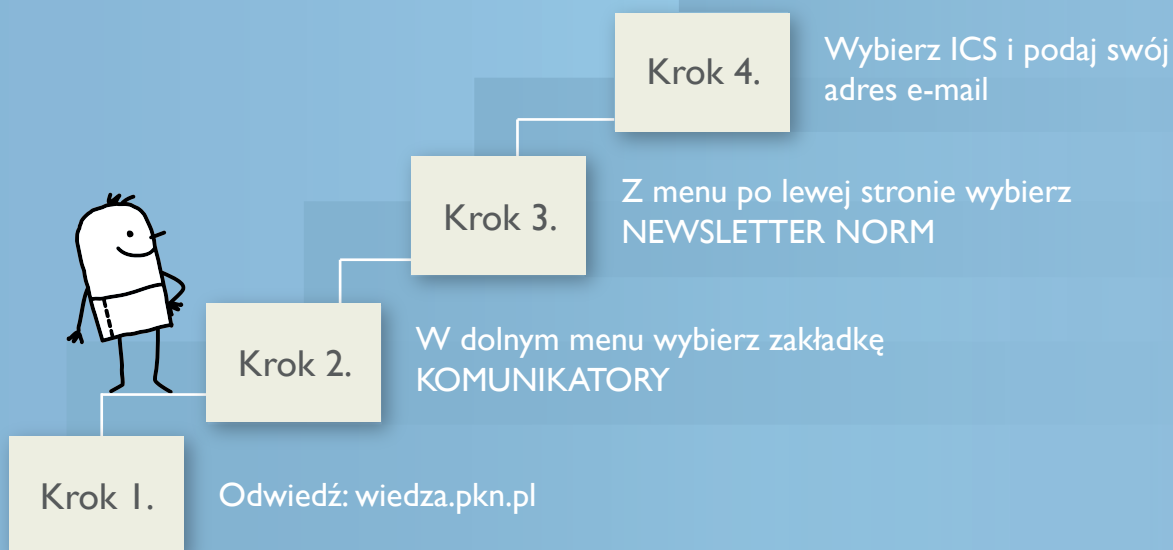 Krok 4.
Wybierz ICS i podaj swój
adres e-mail
Krok 3.
Z menu po lewej stronie wybierz
NEWSLETTER NORM
Krok 2.
W dolnym menu wybierz zakładkę
KOMUNIKATORY
Krok 1.
Odwiedź: wiedza.pkn.pl